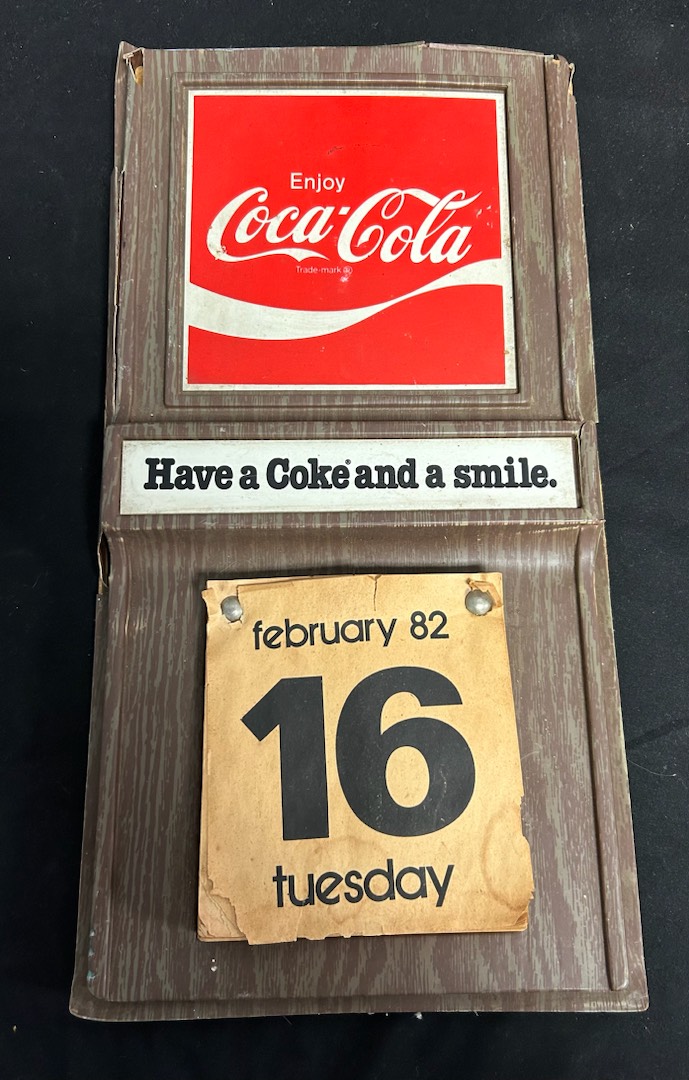 Enjoy
Coca-Cola
Trade-mark ®
Have a Coke® and a smile.
february 82
16
tuesday